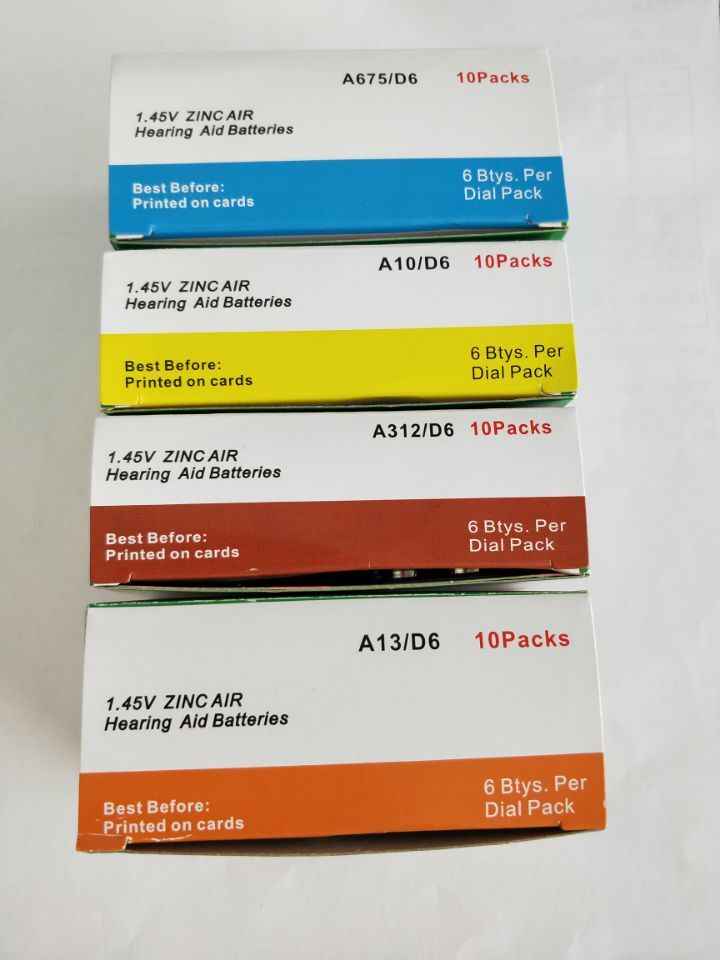 A675/D6 10Packs
1.45V ZINC AIR
Hearing Aid Batteries
6 Btys. Per
Dial Pack
Best Before:
Printed on cards
A10/D6 10Packs
1.45V ZINC AIR
Hearing Aid Batteries
6 Btys. Per
Dial Pack
Best Before:
Printed on cards
A312/D6 10Packs
1.45V ZINC AIR
Hearing Aid Batteries
6 Btys. Per
Dial Pack
Best Before:
Printed on cards
A13/D6 10Packs
1.45V ZINC AIR
Hearing Aid Batteries
6 Btys. Per
Dial Pack
Best Before:
Printed on cards